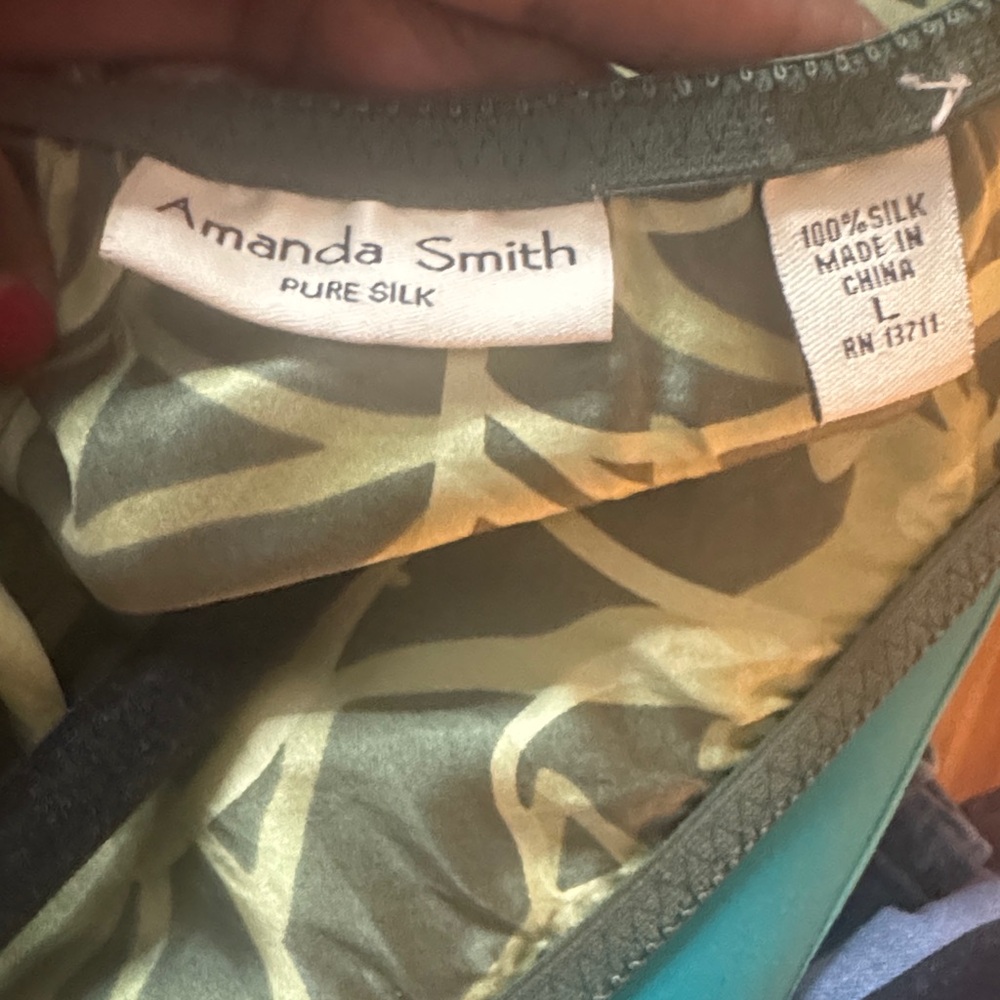 Amanda Smith
PURE SILK
100% SILK
MADE IN
CHINA
L
RN 13711